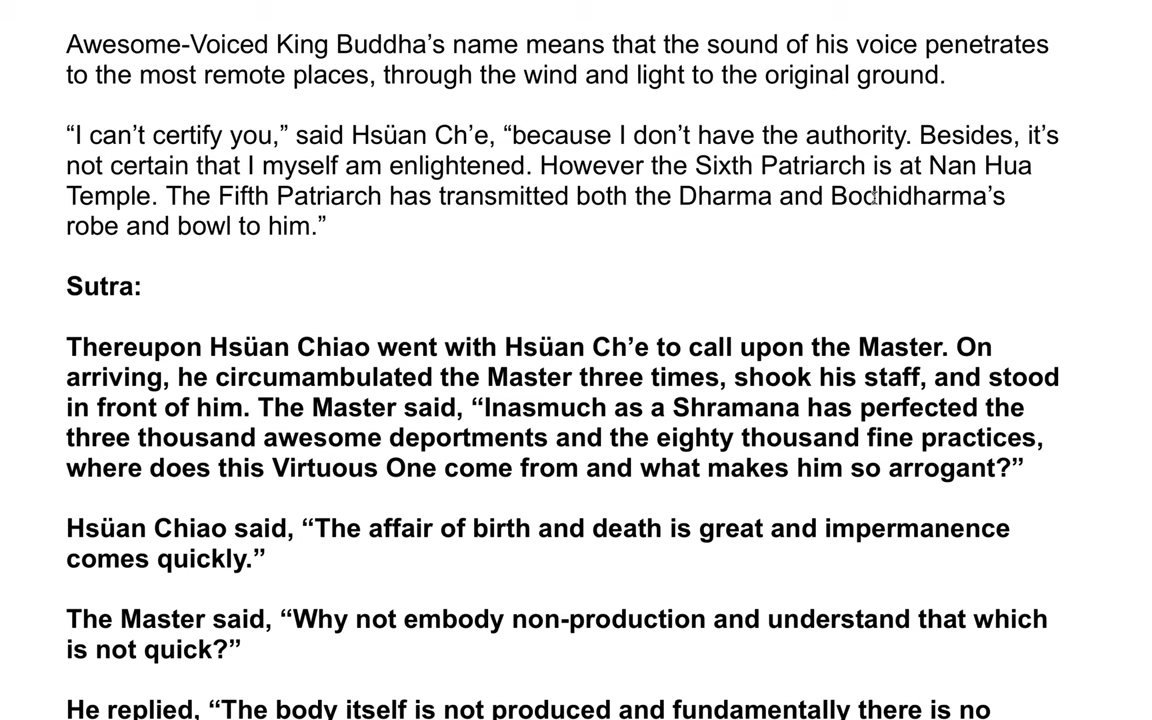 Awesome-Voiced King Buddha’s name means that the sound of his voice penetrates
to the most remote places, through the wind and light to the original ground.
“I can’t certify you,” said Hsüan Ch’e, “because I don’t have the authority. Besides, it’s
not certain that I myself am enlightened. However the Sixth Patriarch is at Nan Hua
Temple. The Fifth Patriarch has transmitted both the Dharma and Bodhidharma’s
robe and bowl to him.”
Sutra:
Thereupon Hsüan Chiao went with Hsüan Ch’e to call upon the Master. On
arriving, he circumambulated the Master three times, shook his staff, and stood
in front of him. The Master said, “Inasmuch as a Shramana has perfected the
three thousand awesome deportments and the eighty thousand fine practices,
where does this Virtuous One come from and what makes him so arrogant?”
Hsüan Chiao said, “The affair of birth and death is great and impermanence
comes quickly.”
The Master said, “Why not embody non-production and understand that which
is not quick?”
He replied, “The body itself is not produced and fundamentally there is no